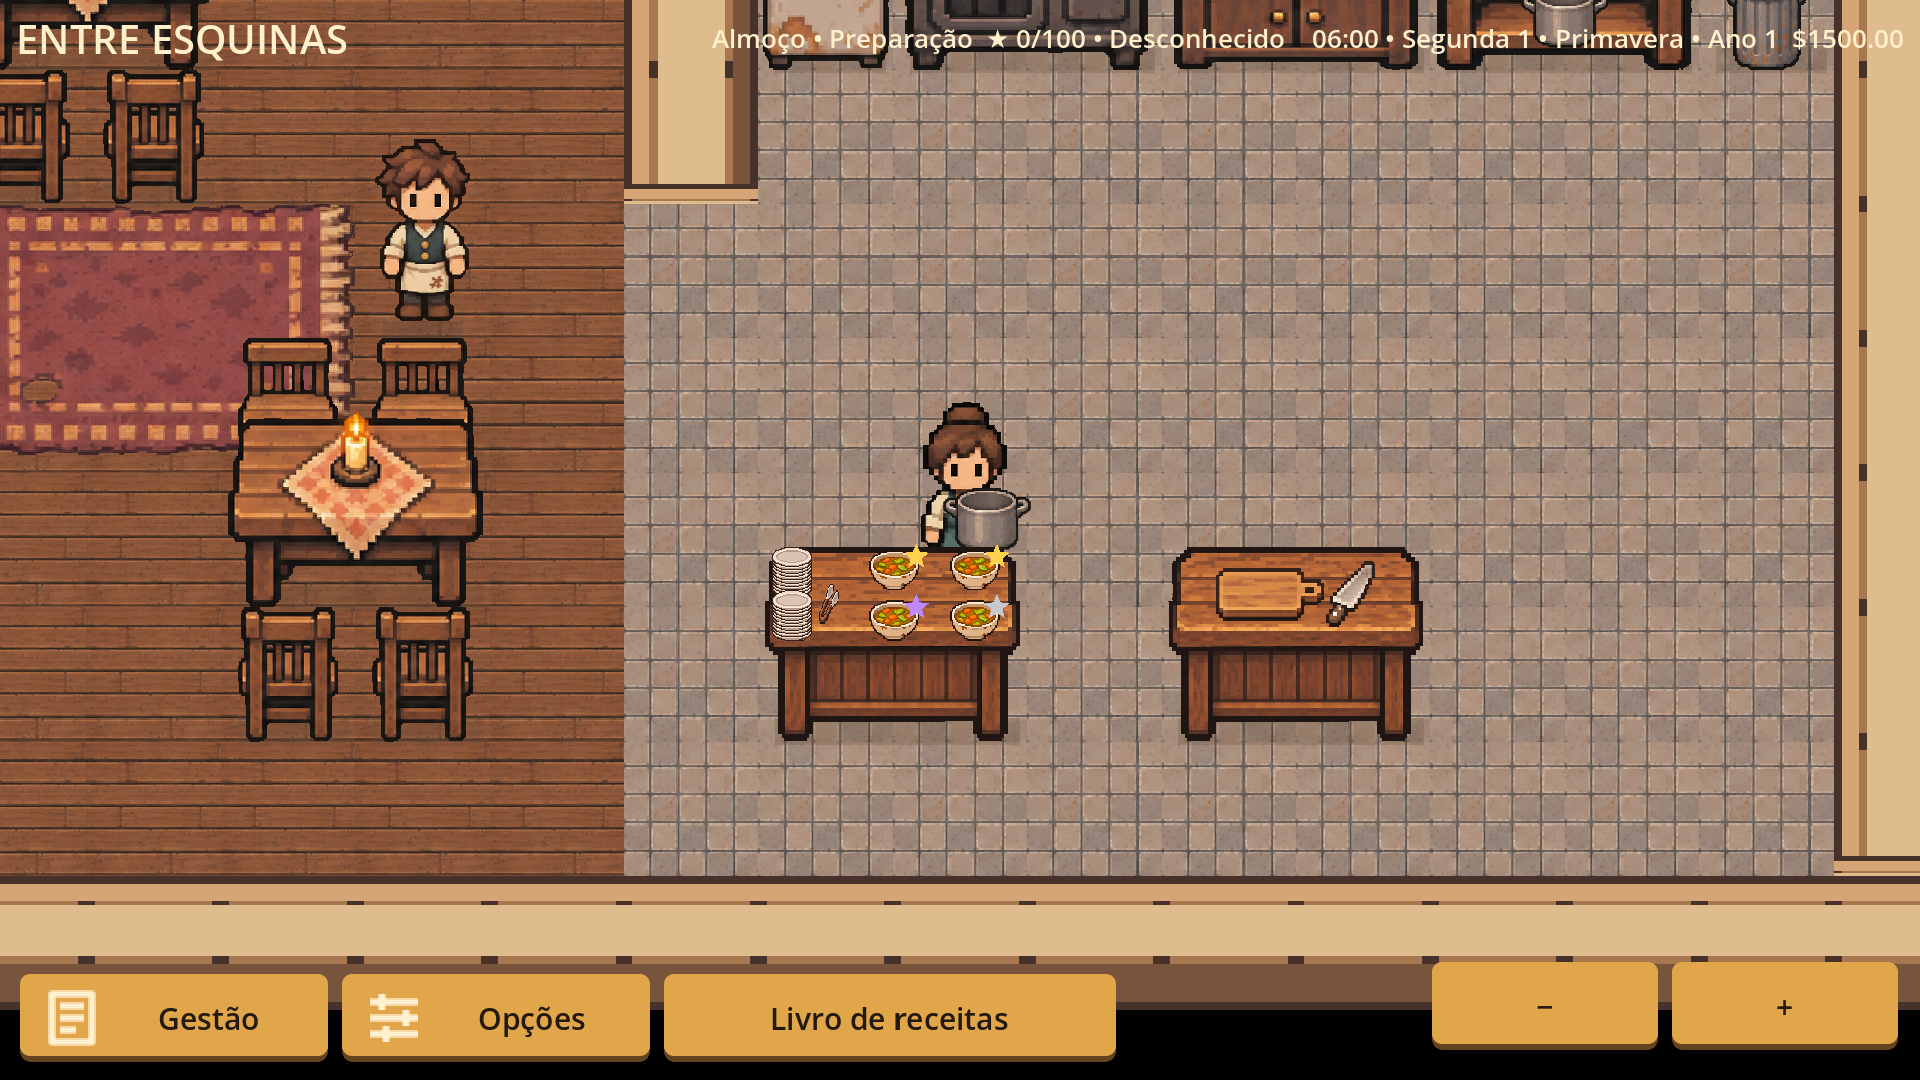 ENTRE ESQUINAS
Almoço • Preparação ★ 0/100 • Desconhecido 06:00 • Segunda 1 • Primavera • Ano 1 $1500.00
Gestão
Opções
Livro de receitas
−
+